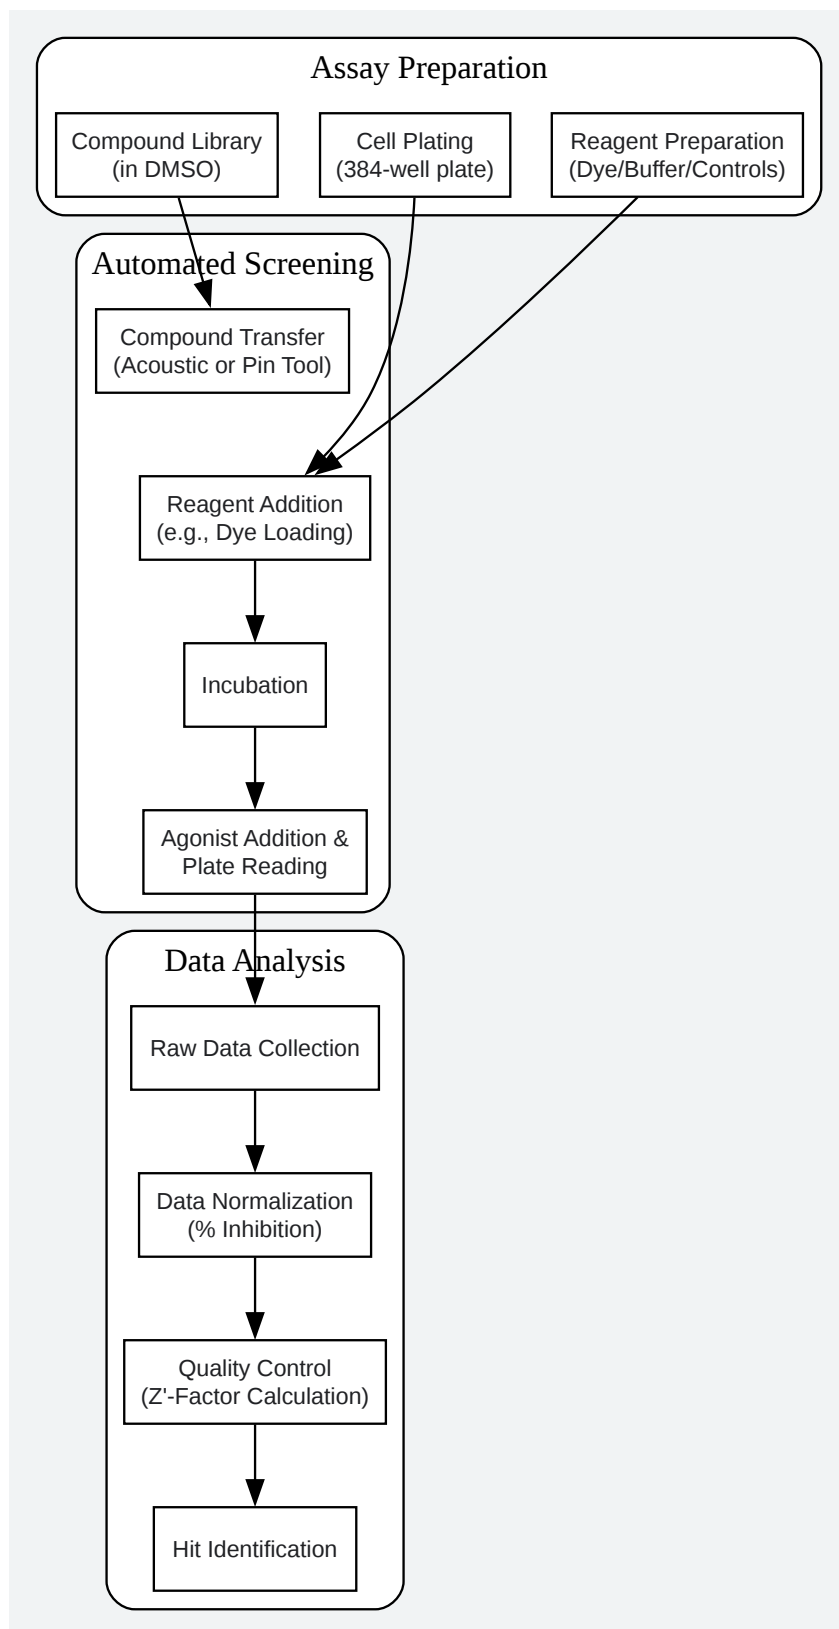 Assay Preparation
Compound Library
(in DMSO)
Cell Plating
(384-well plate)
Reagent Preparation
(Dye/Buffer/Controls)
Automated Screening
Compound Transfer
(Acoustic or Pin Tool)
Reagent Addition
(e.g., Dye Loading)
Incubation
Agonist Addition &
Plate Reading
Data Analysis
Raw Data Collection
Data Normalization
(% Inhibition)
Quality Control
(Z'-Factor Calculation)
Hit Identification